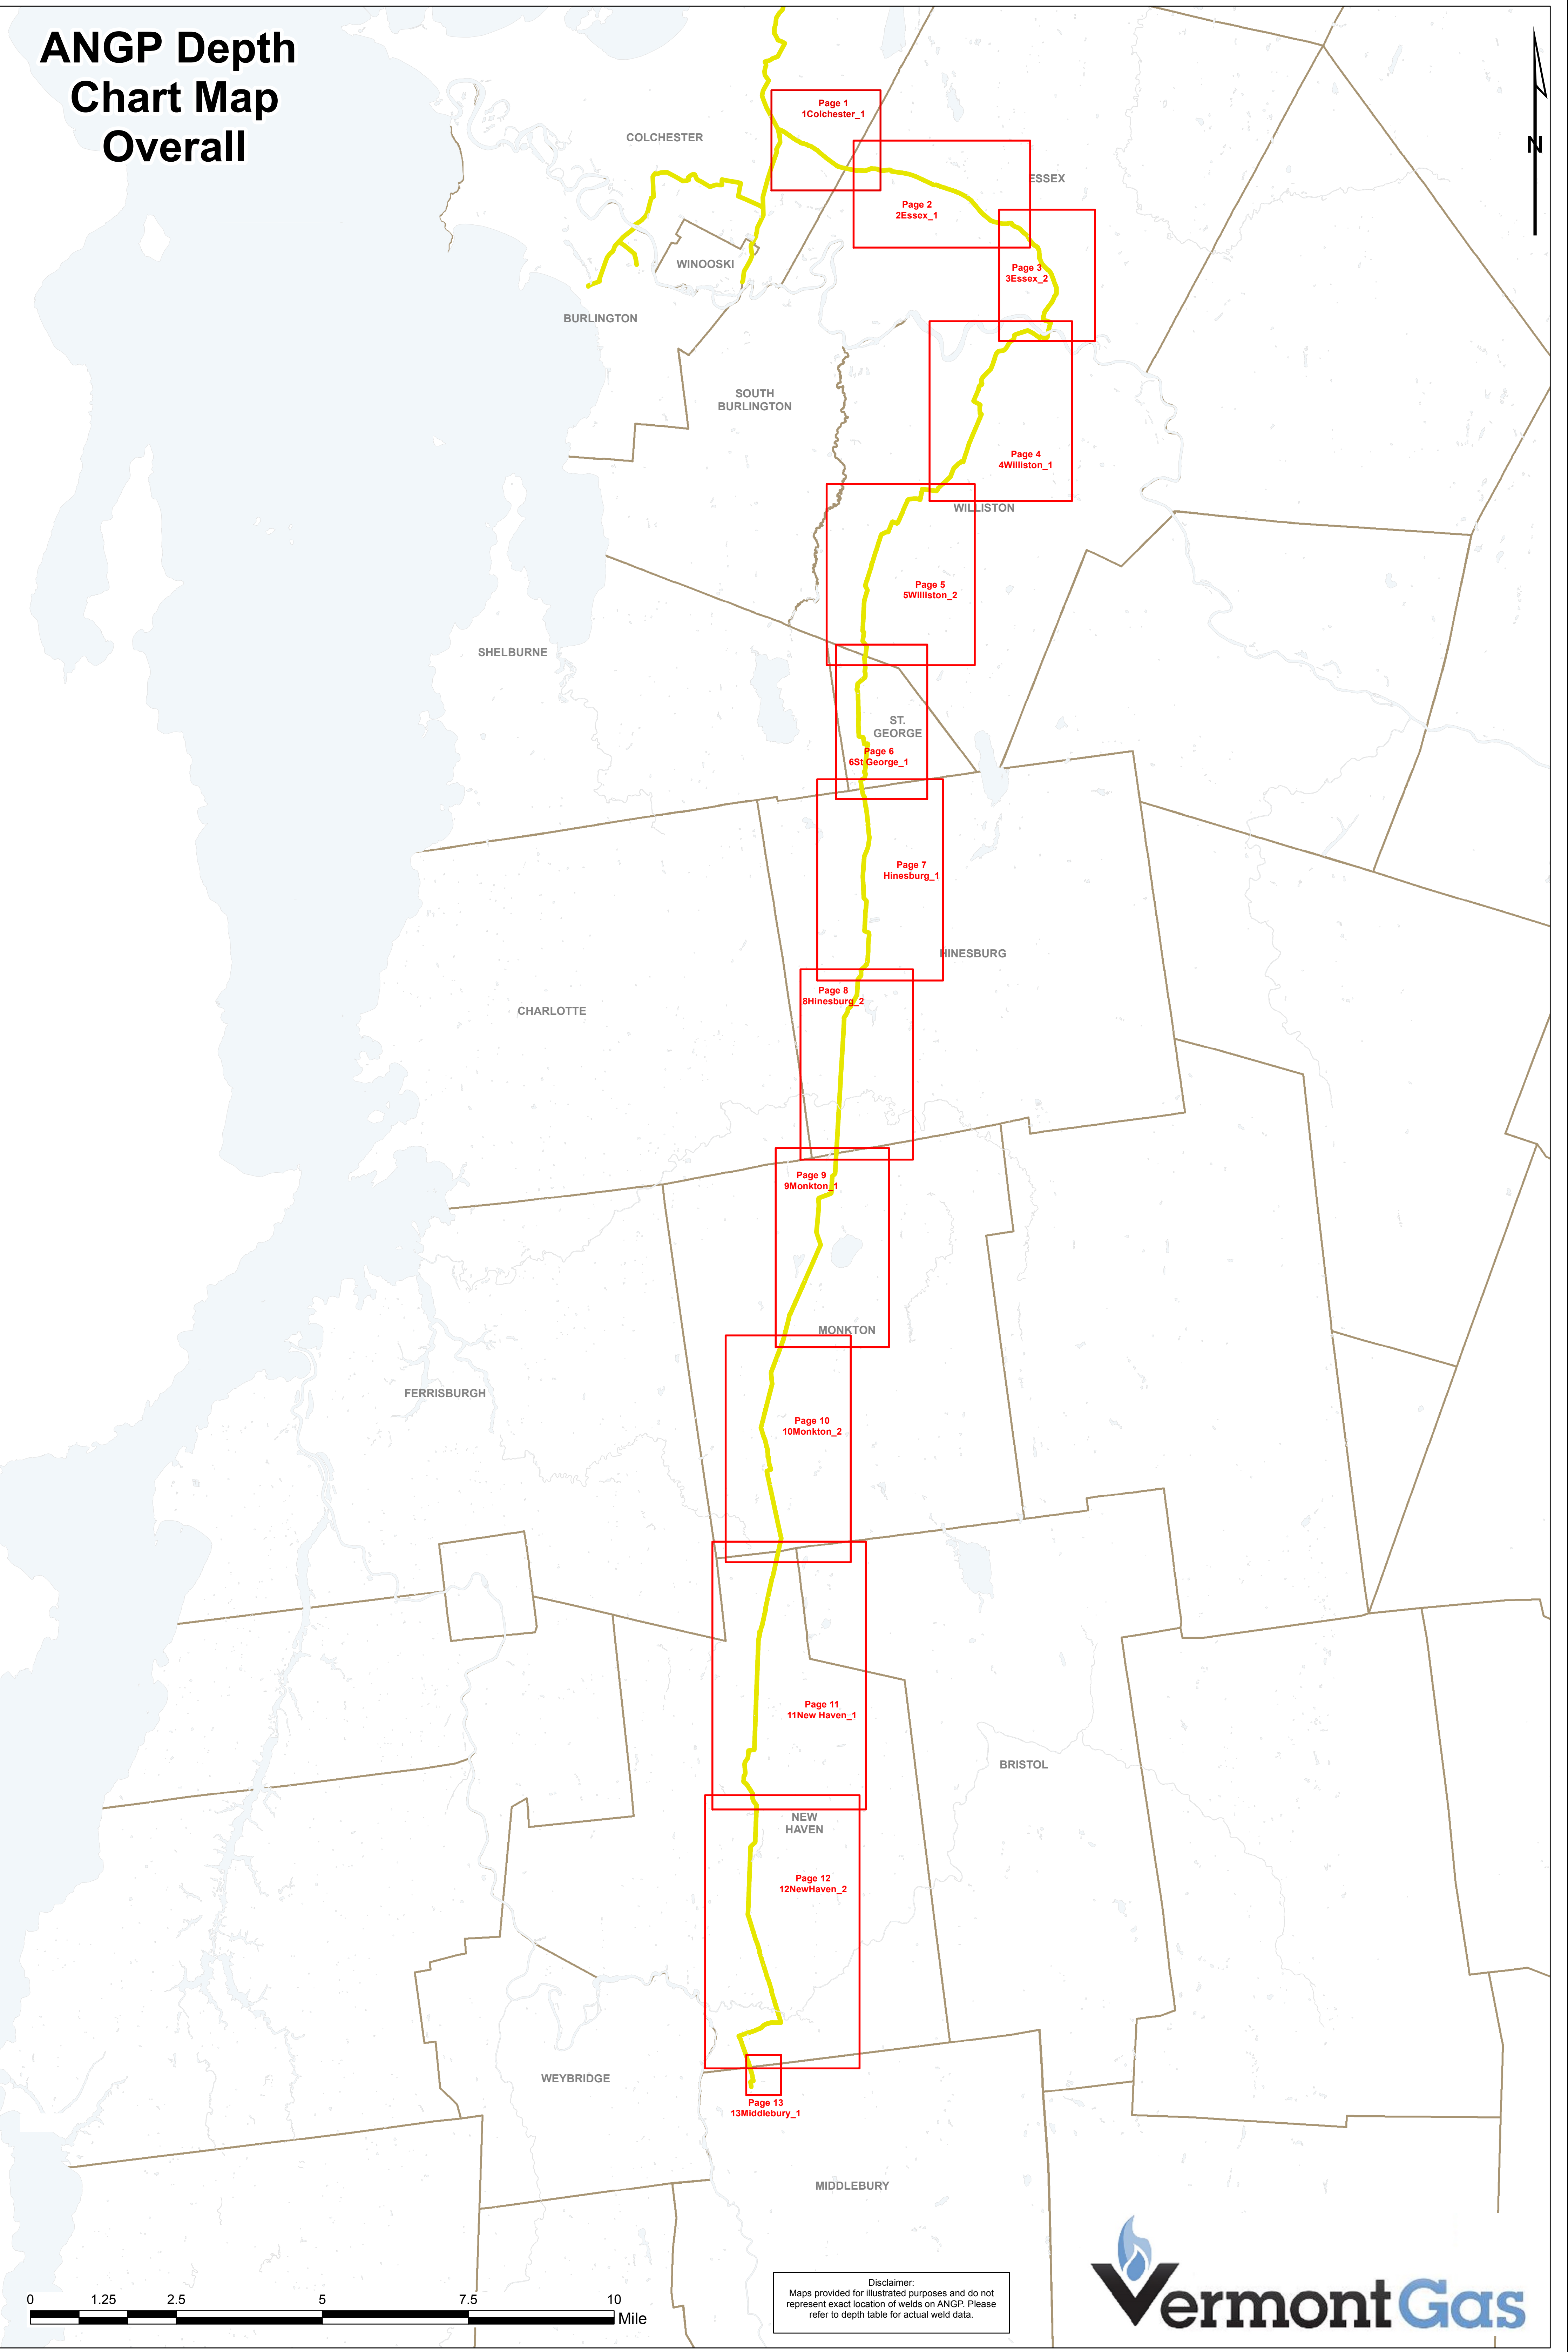 ANGP Depth
Chart Map
Overall
N
Page 1
1Colchester_1
COLCHESTER
ESSEX
Page 2
2Essex_1
WINOOSKI
Page 3
3Essex_2
BURLINGTON
SOUTH
BURLINGTON
Page 4
4Williston_1
WILLISTON
Page 5
5Williston_2
SHELBURNE
ST.
GEORGE
Page 6
6St George_1
Page 7
Hinesburg_1
HINESBURG
Page 8
8Hinesburg_2
CHARLOTTE
Page 9
9Monkton_1
MONKTON
FERRISBURGH
Page 10
10Monkton_2
Page 11
11New Haven_1
BRISTOL
NEW
HAVEN
Page 12
12NewHaven_2
WEYBRIDGE
Page 13
13Middlebury_1
MIDDLEBURY
0 1.25 2.5 5 7.5 10
Mile
Disclaimer:
Maps provided for illustrated purposes and do not
represent exact location of welds on ANGP. Please
refer to depth table for actual weld data.
VermontGas